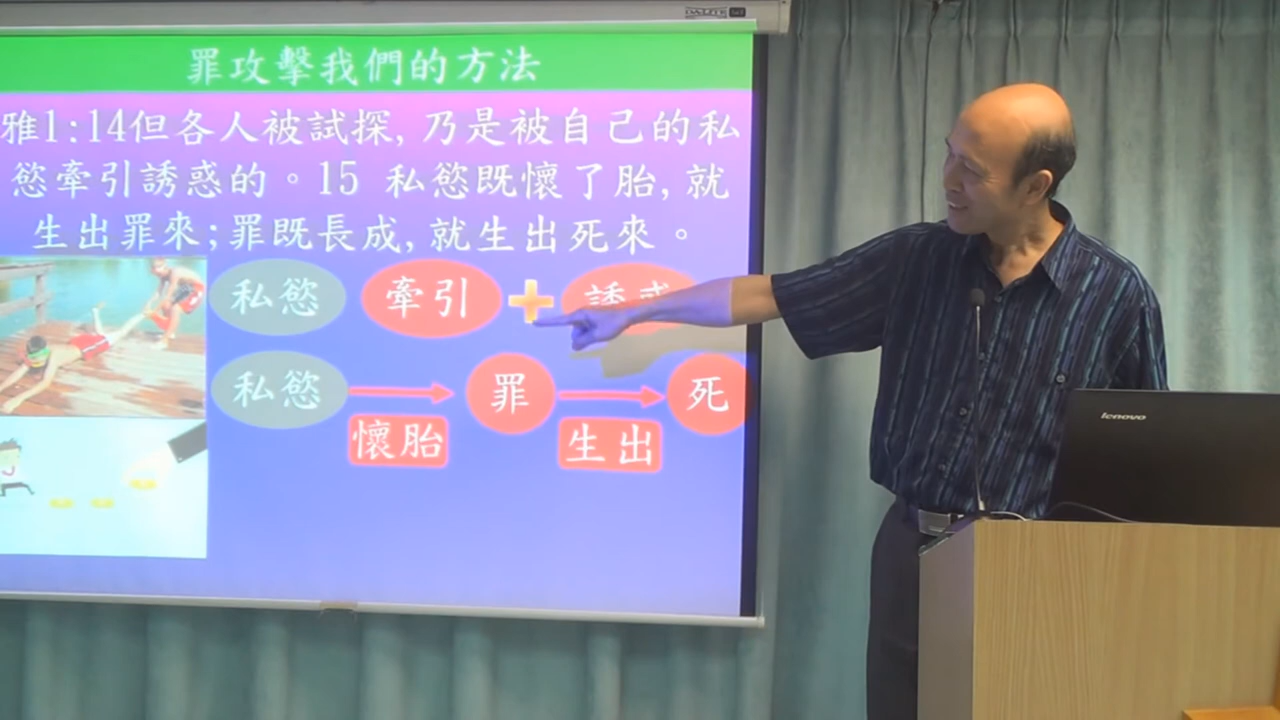 罪攻擊我們的方法
雅1:14但各人被試探,乃是被自己的私
慾牽引誘惑的。15 私慾既懷了胎,就
生出罪來;罪既長成,就生出死來。
私慾 牽引 + 誘惑
私慾 罪 死
懷胎 生出
lenovo